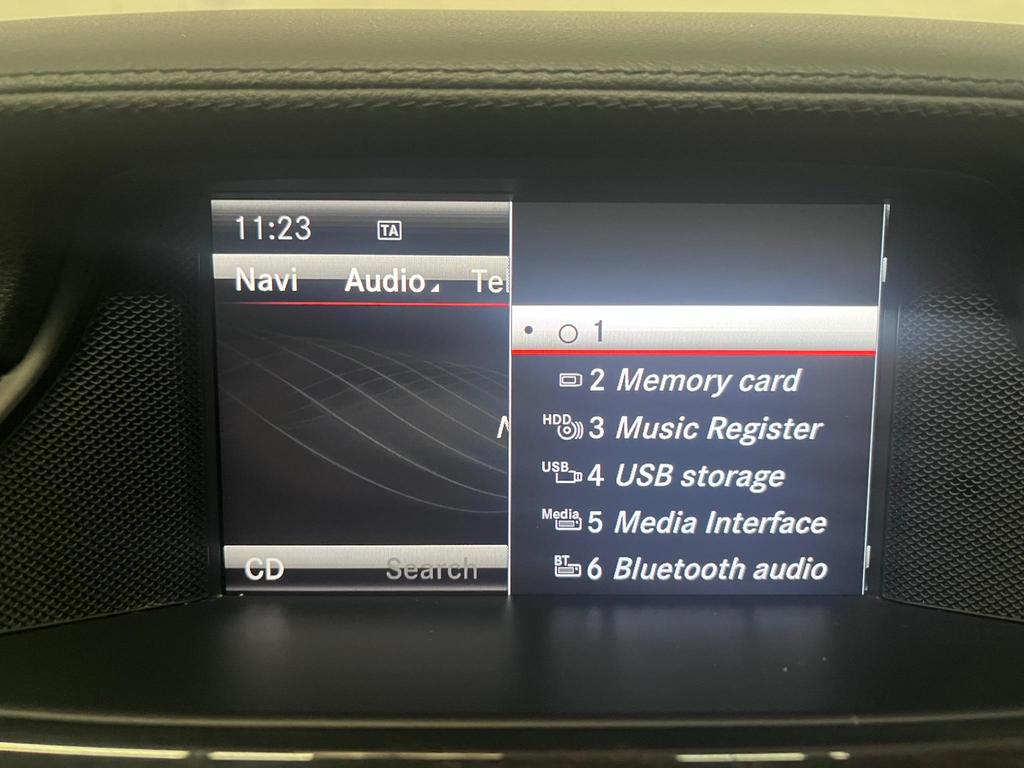 11:23 TA
Navi Audio Te
1
2 Memory card
HDD 3 Music Register
USB 4 USB storage
Media 5 Media Interface
BT 6 Bluetooth audio
CD Search